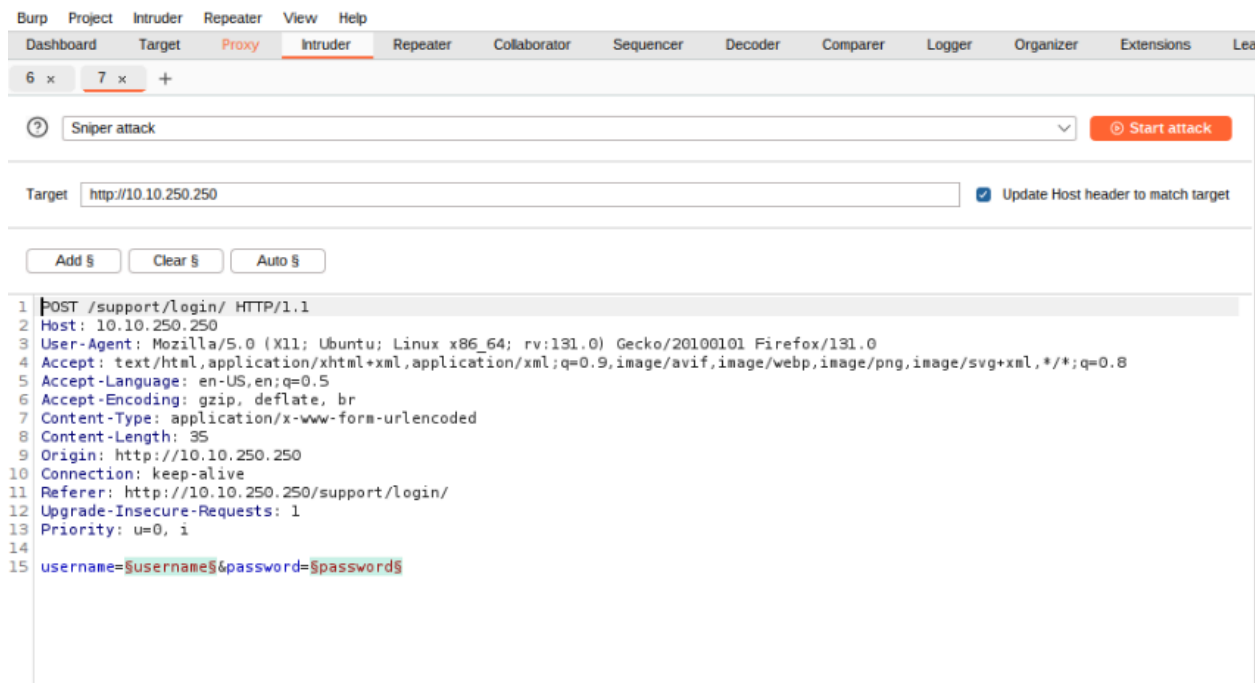 Burp Project Intruder Repeater View Help
Dashboard Target Proxy Intruder Repeater Collaborator Sequencer Decoder Comparer Logger Organizer Extensions Lea
6 × 7 × +
? Sniper attack Start attack
Target http://10.10.250.250 Update Host header to match target
Add § Clear § Auto §
1 POST /support/login/ HTTP/1.1
2 Host: 10.10.250.250
3 User-Agent: Mozilla/5.0 (X11; Ubuntu; Linux x86_64; rv:131.0) Gecko/20100101 Firefox/131.0
4 Accept: text/html,application/xhtml+xml,application/xml;q=0.9,image/avif,image/webp,image/png,image/svg+xml,*/*;q=0.8
5 Accept-Language: en-US,en;q=0.5
6 Accept-Encoding: gzip, deflate, br
7 Content-Type: application/x-www-form-urlencoded
8 Content-Length: 35
9 Origin: http://10.10.250.250
10 Connection: keep-alive
11 Referer: http://10.10.250.250/support/login/
12 Upgrade-Insecure-Requests: 1
13 Priority: u=0, i
14
15 username=§username§&password=§password§